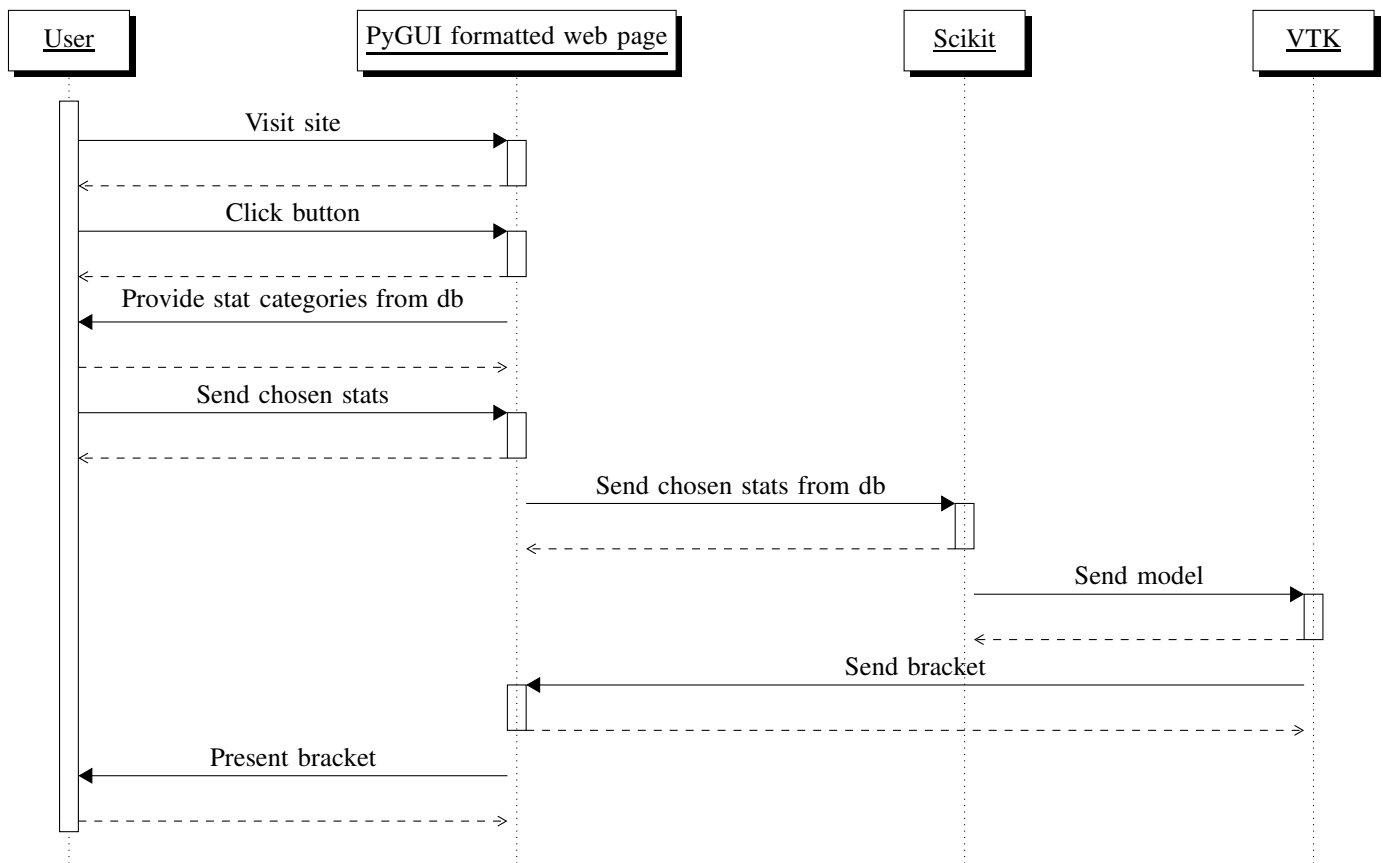 User
PyGUI formatted web page
Scikit
VTK
Visit site
Click button
Provide stat categories from db
Send chosen stats
Send chosen stats from db
Send model
Send bracket
Present bracket